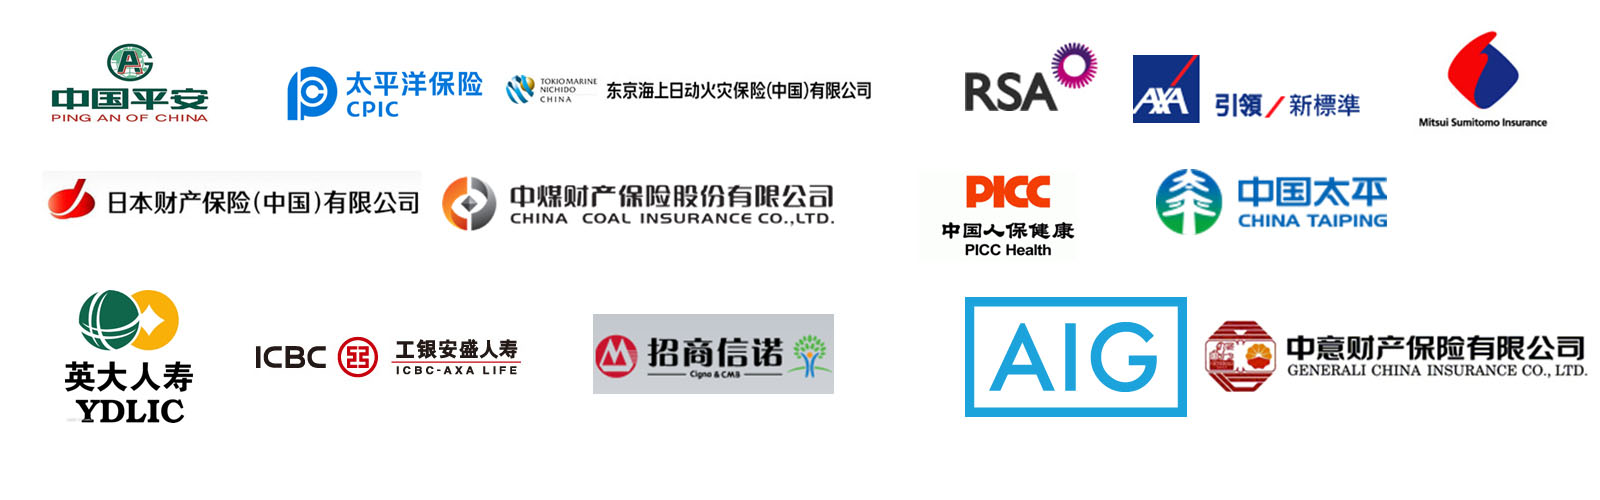 中国平安
PING AN OF CHINA
太平洋保险
CPIC
TOKIO MARINE
NICHIDO
CHINA
东京海上日动火灾保险(中国)有限公司
RSA
AXA
引領/新標準
Mitsui Sumitomo Insurance
日本财产保险(中国)有限公司
中煤财产保险股份有限公司
CHINA COAL INSURANCE CO.,LTD.
PICC
中国人保健康
PICC Health
中国太平
CHINA TAIPING
英大人寿
YDLIC
ICBC
工银安盛人寿
ICBC-AXA LIFE
招商信诺
Cigna & CMB
AIG
中意财产保险有限公司
GENERALI CHINA INSURANCE CO., LTD.